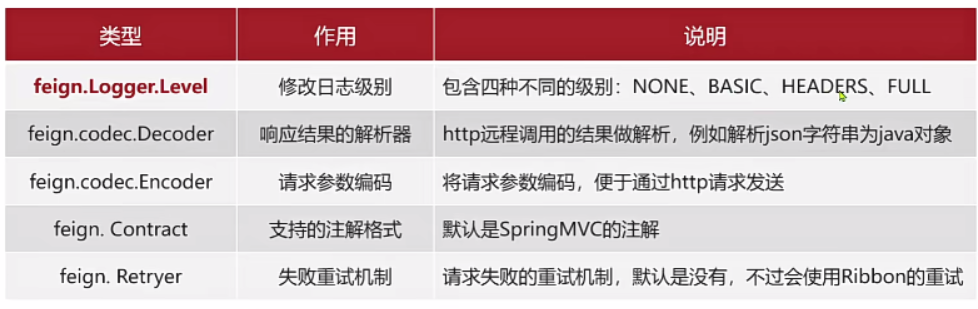 类型 作用 说明
feign.Logger.Level 修改日志级别 包含四种不同的级别：NONE、BASIC、HEADERS、FULL
feign.codec.Decoder 响应结果的解析器 http远程调用的结果做解析，例如解析json字符串为java对象
feign.codec.Encoder 请求参数编码 将请求参数编码，便于通过http请求发送
feign. Contract 支持的注解格式 默认是SpringMVC的注解
feign. Retryer 失败重试机制 请求失败的重试机制，默认是没有，不过会使用Ribbon的重试